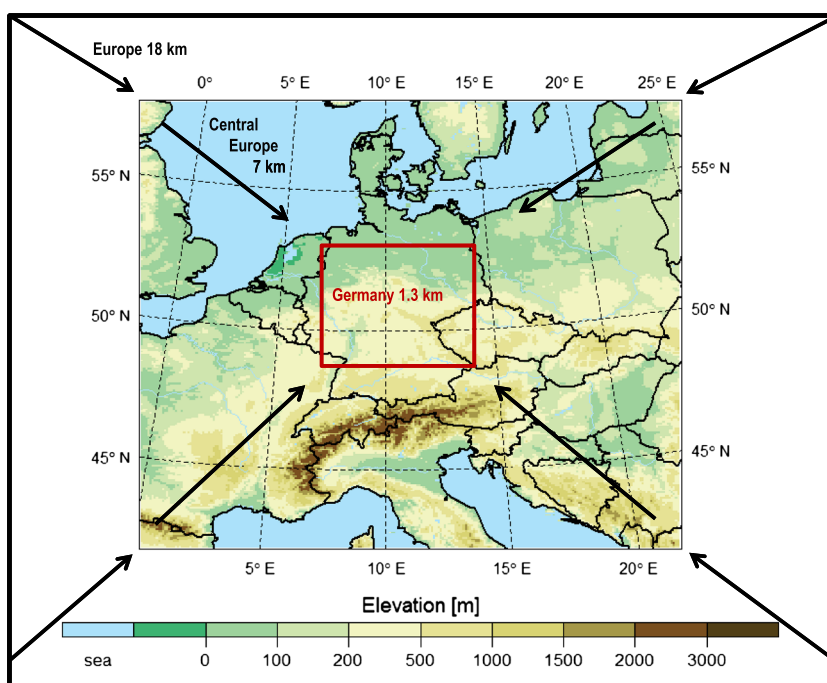 Europe 18 km
0° 5° E 10° E 15° E 20° E 25° E
Central
Europe
7 km
55° N 55° N
Germany 1.3 km
50° N 50° N
45° N 45° N
5° E 10° E 15° E 20° E
Elevation [m]
sea 0 100 200 500 1000 1500 2000 3000